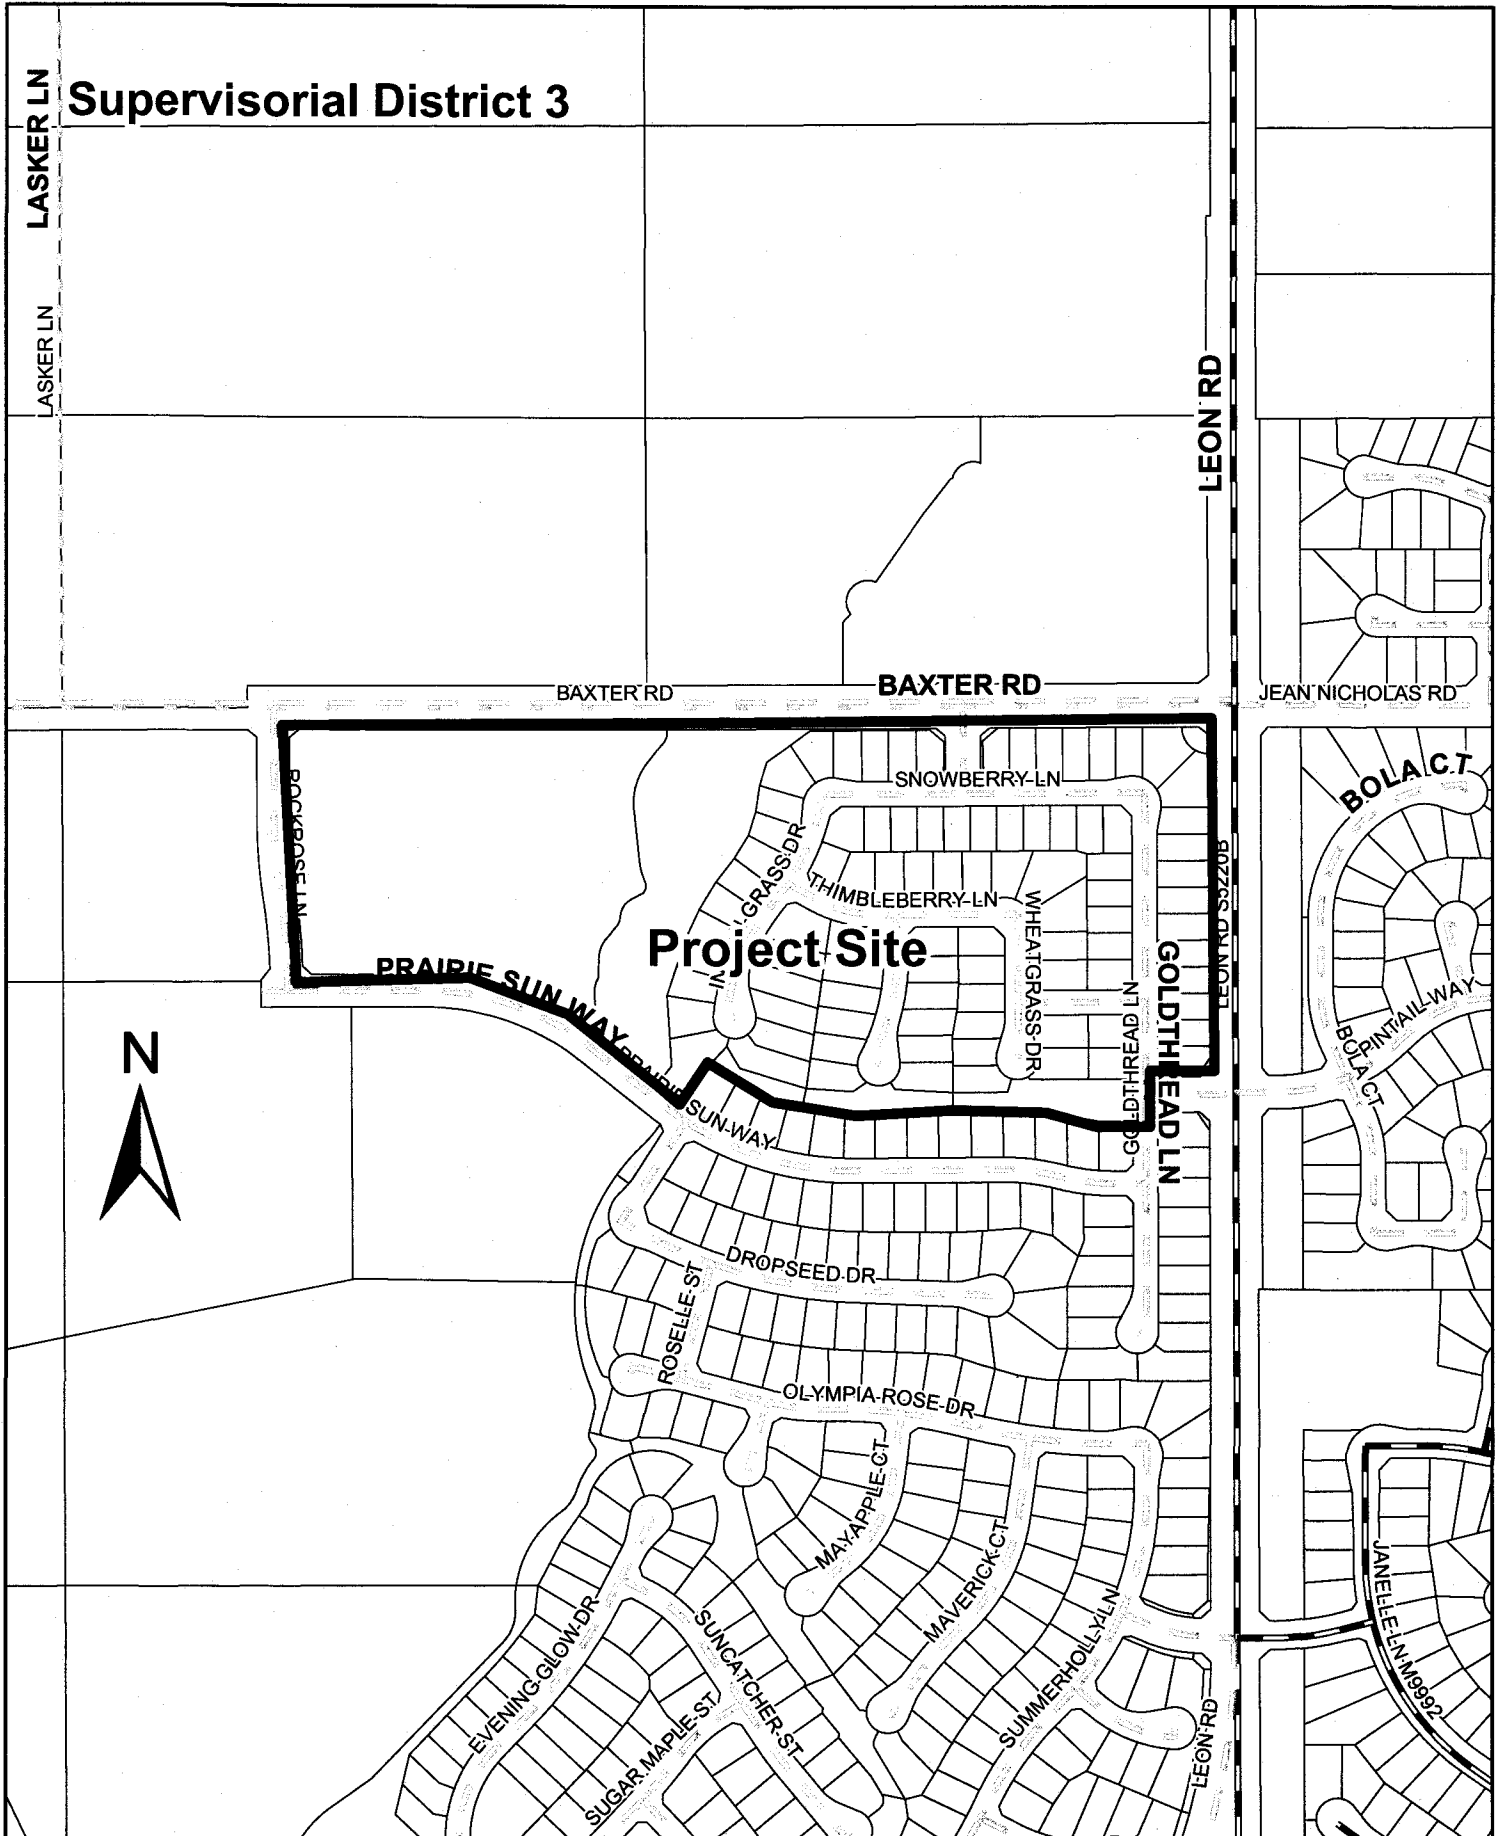 LASKER LN
Supervisorial District 3
LASKER LN
LEON RD
BAXTER RD
BAXTER RD
JEAN NICHOLAS RD
BOLA CT
ROCKROSE LN
SNOWBERRY LN
GRASS DR
THIMBLEBERRY LN
WHEATGRASS DR
LEON RD S5220B
Project Site
PRAIRIE SUN WAY
GOLDTHREAD LN
GOLDTHREAD LN
PINTAIL WAY
BOLA CT
N
PRAIRIE SUN WAY
DROPSEED DR
ROSELLE ST
OLYMPIA ROSE DR
MAYAPPLE CT
MAVERICK CT
JANELLE LN M9992
EVENING GLOW DR
SUNCATCHER ST
SUMMERHOLLY LN
SUGAR MAPLE ST
LEON RD